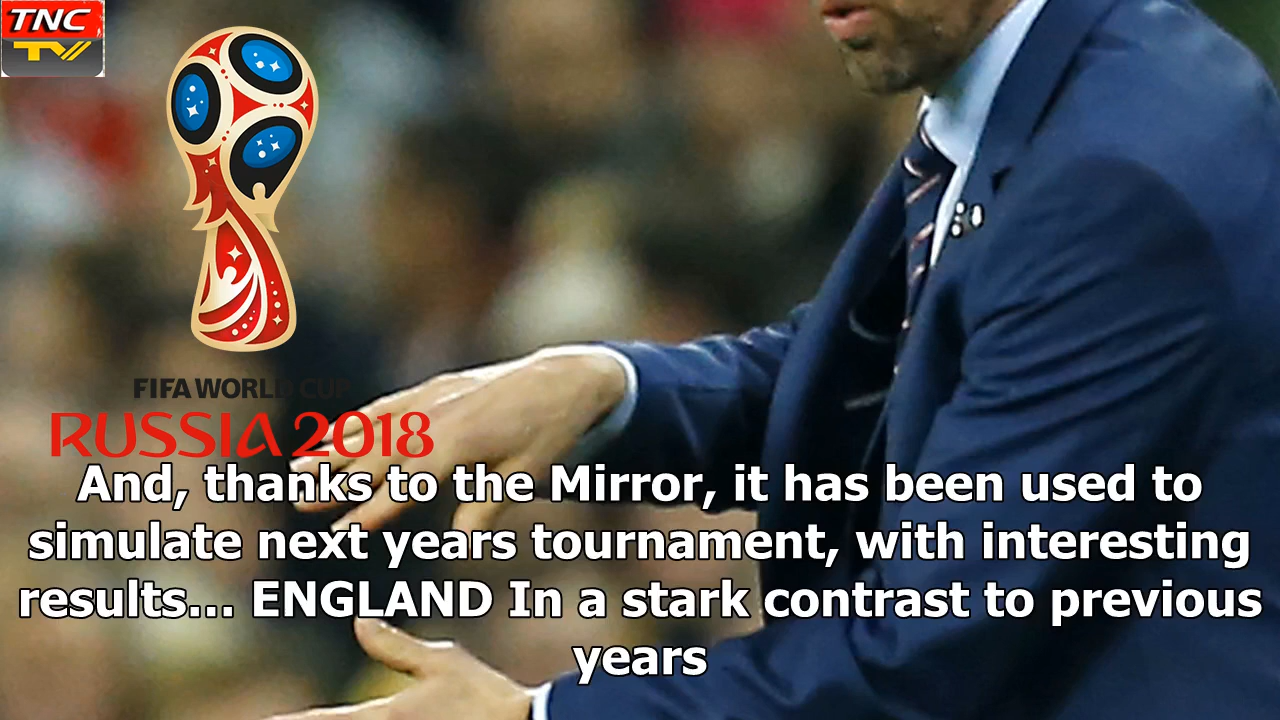 TNC
TV
FIFA WORLD CUP
RUSSIA 2018
And, thanks to the Mirror, it has been used to
simulate next years tournament, with interesting
results... ENGLAND In a stark contrast to previous
years